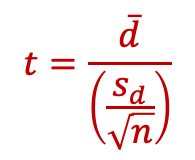 t = d̄ / (s_d / √n)